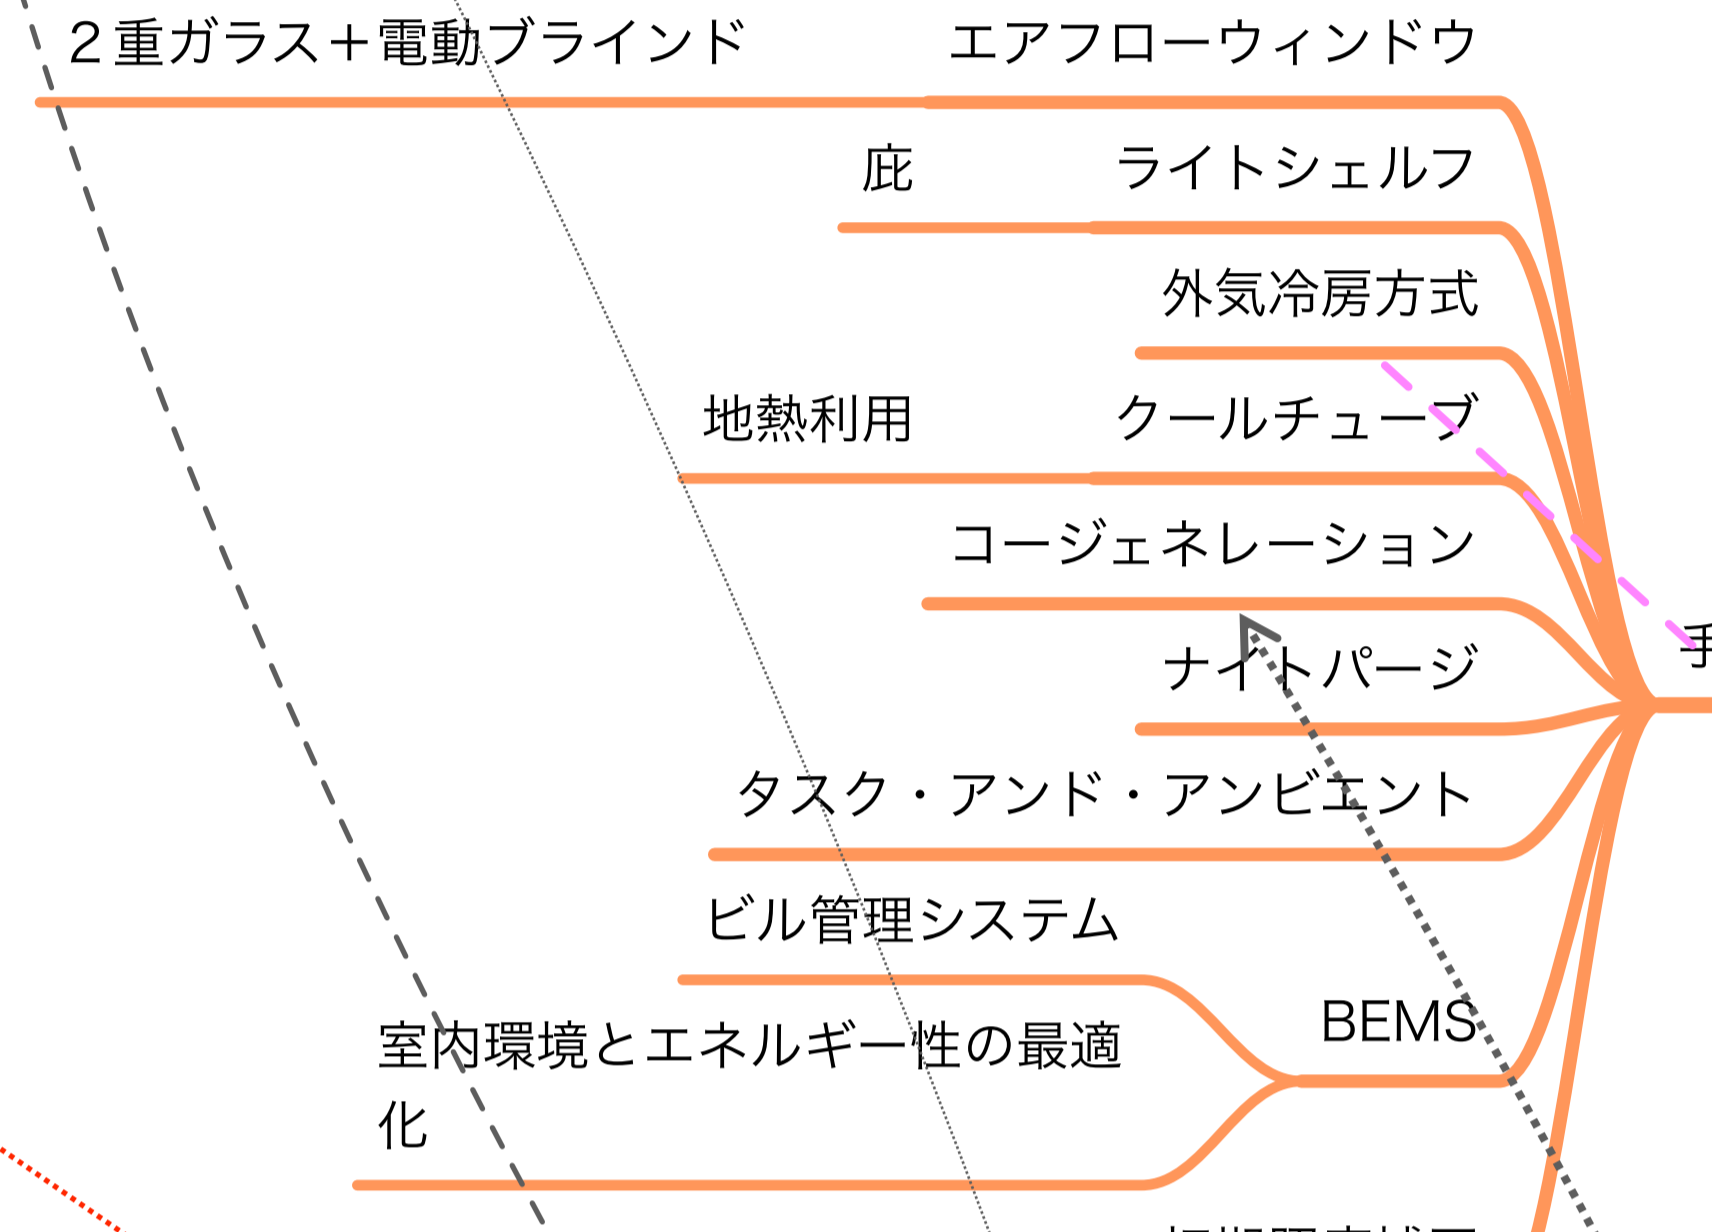 ２重ガラス＋電動ブラインド
エアフローウィンドウ
庇
ライトシェルフ
外気冷房方式
地熱利用
クールチューブ
コージェネレーション
ナイトパージ
タスク・アンド・アンビエント
ビル管理システム
BEMS
室内環境とエネルギー性の最適
化